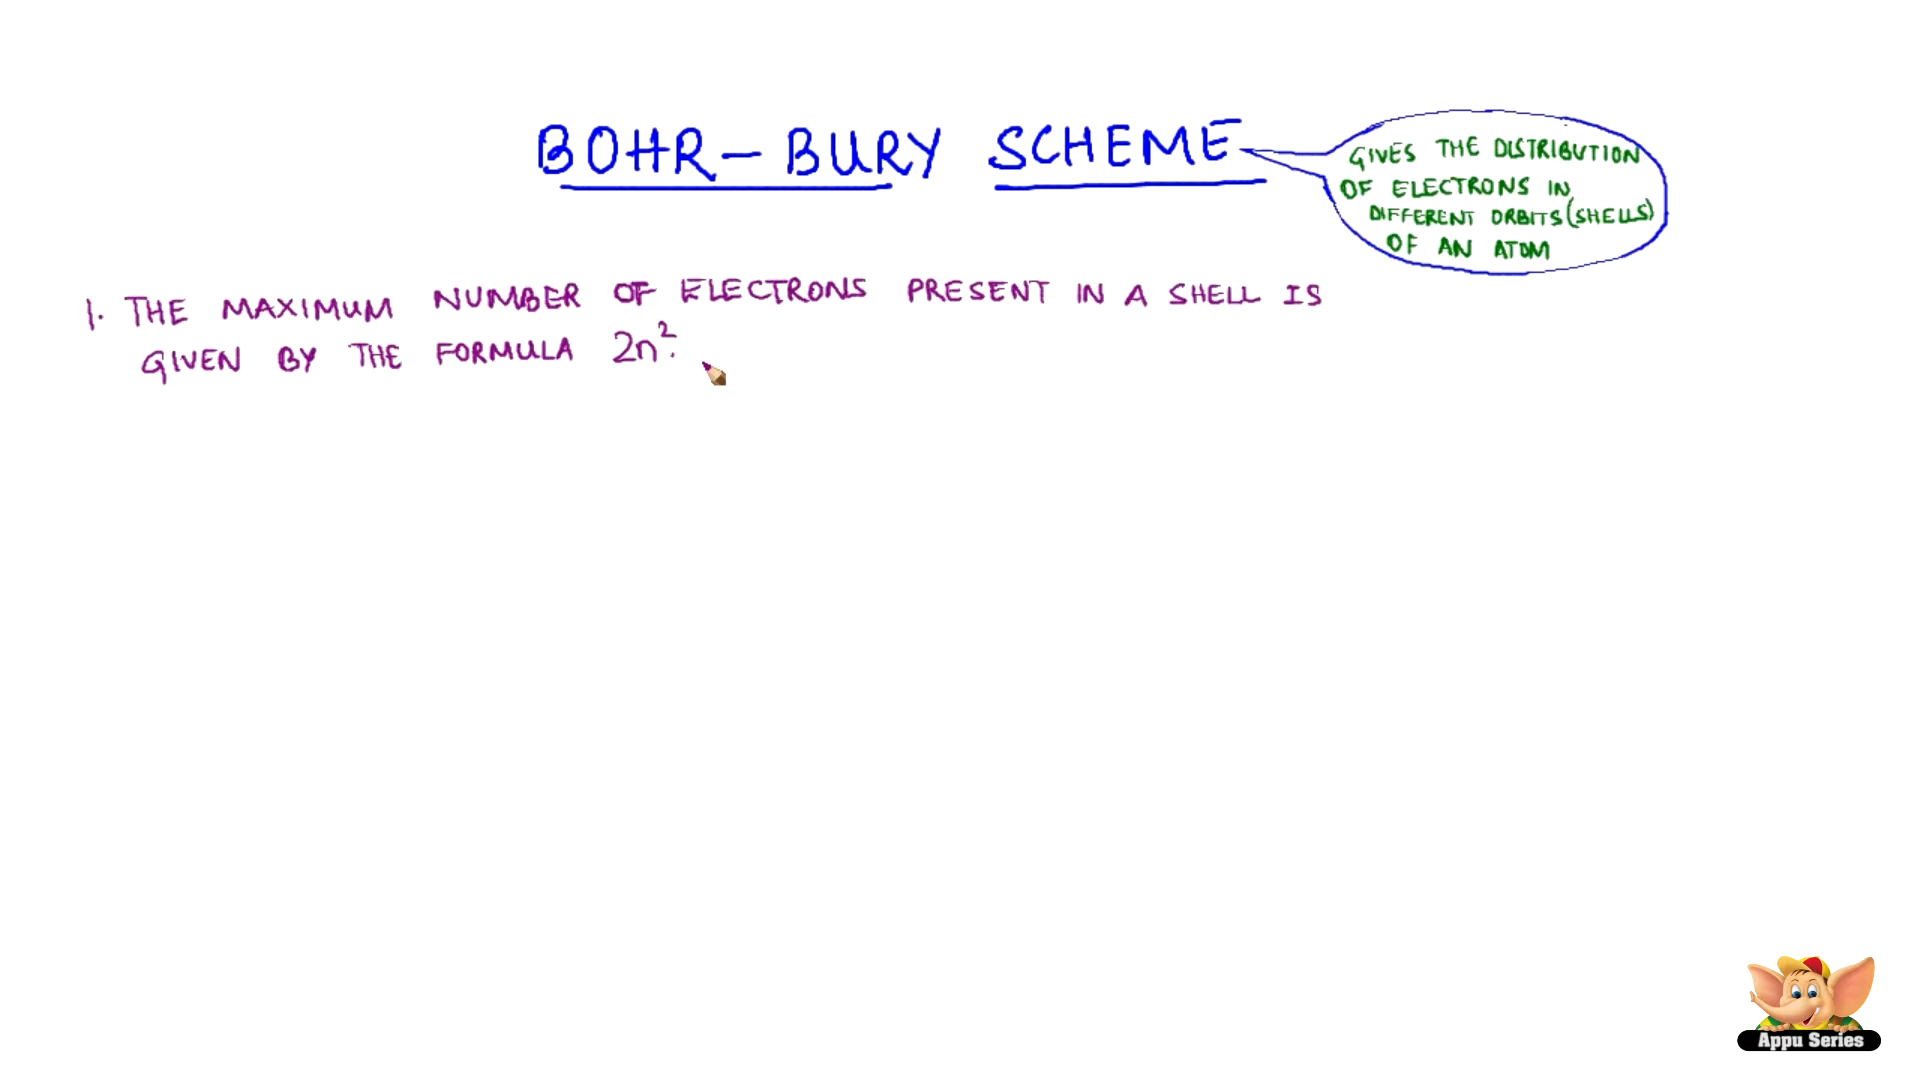 BOHR - BURY SCHEME
GIVES THE DISTRIBUTION
OF ELECTRONS IN
DIFFERENT ORBITS (SHELLS)
OF AN ATOM
1. THE MAXIMUM NUMBER OF ELECTRONS PRESENT IN A SHELL IS
GIVEN BY THE FORMULA 2n².
Appu Series